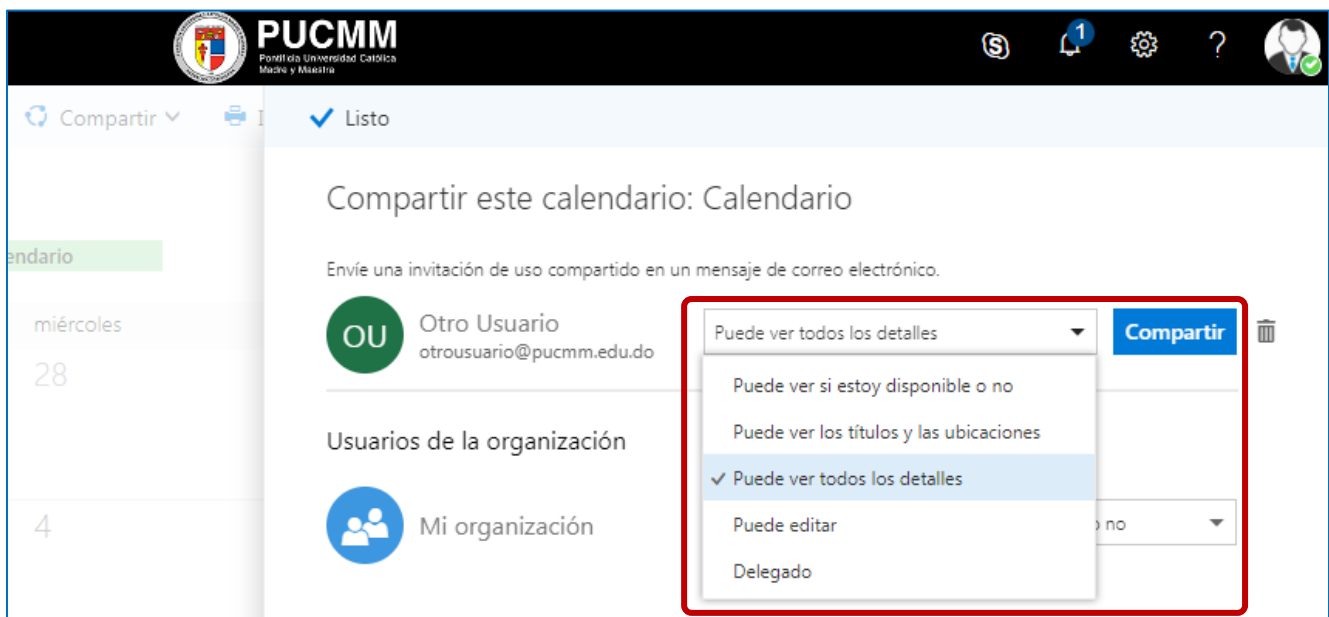 PUCMM
Pontificia Universidad Católica
Madre y Maestra
1
?
Compartir
Listo
Compartir este calendario: Calendario
endario
Envíe una invitación de uso compartido en un mensaje de correo electrónico.
miércoles
28
OU
Otro Usuario
otrousuario@pucmm.edu.do
Puede ver todos los detalles
Compartir
Puede ver si estoy disponible o no
Puede ver los títulos y las ubicaciones
Puede ver todos los detalles
Puede editar
Delegado
Usuarios de la organización
4
Mi organización
o no